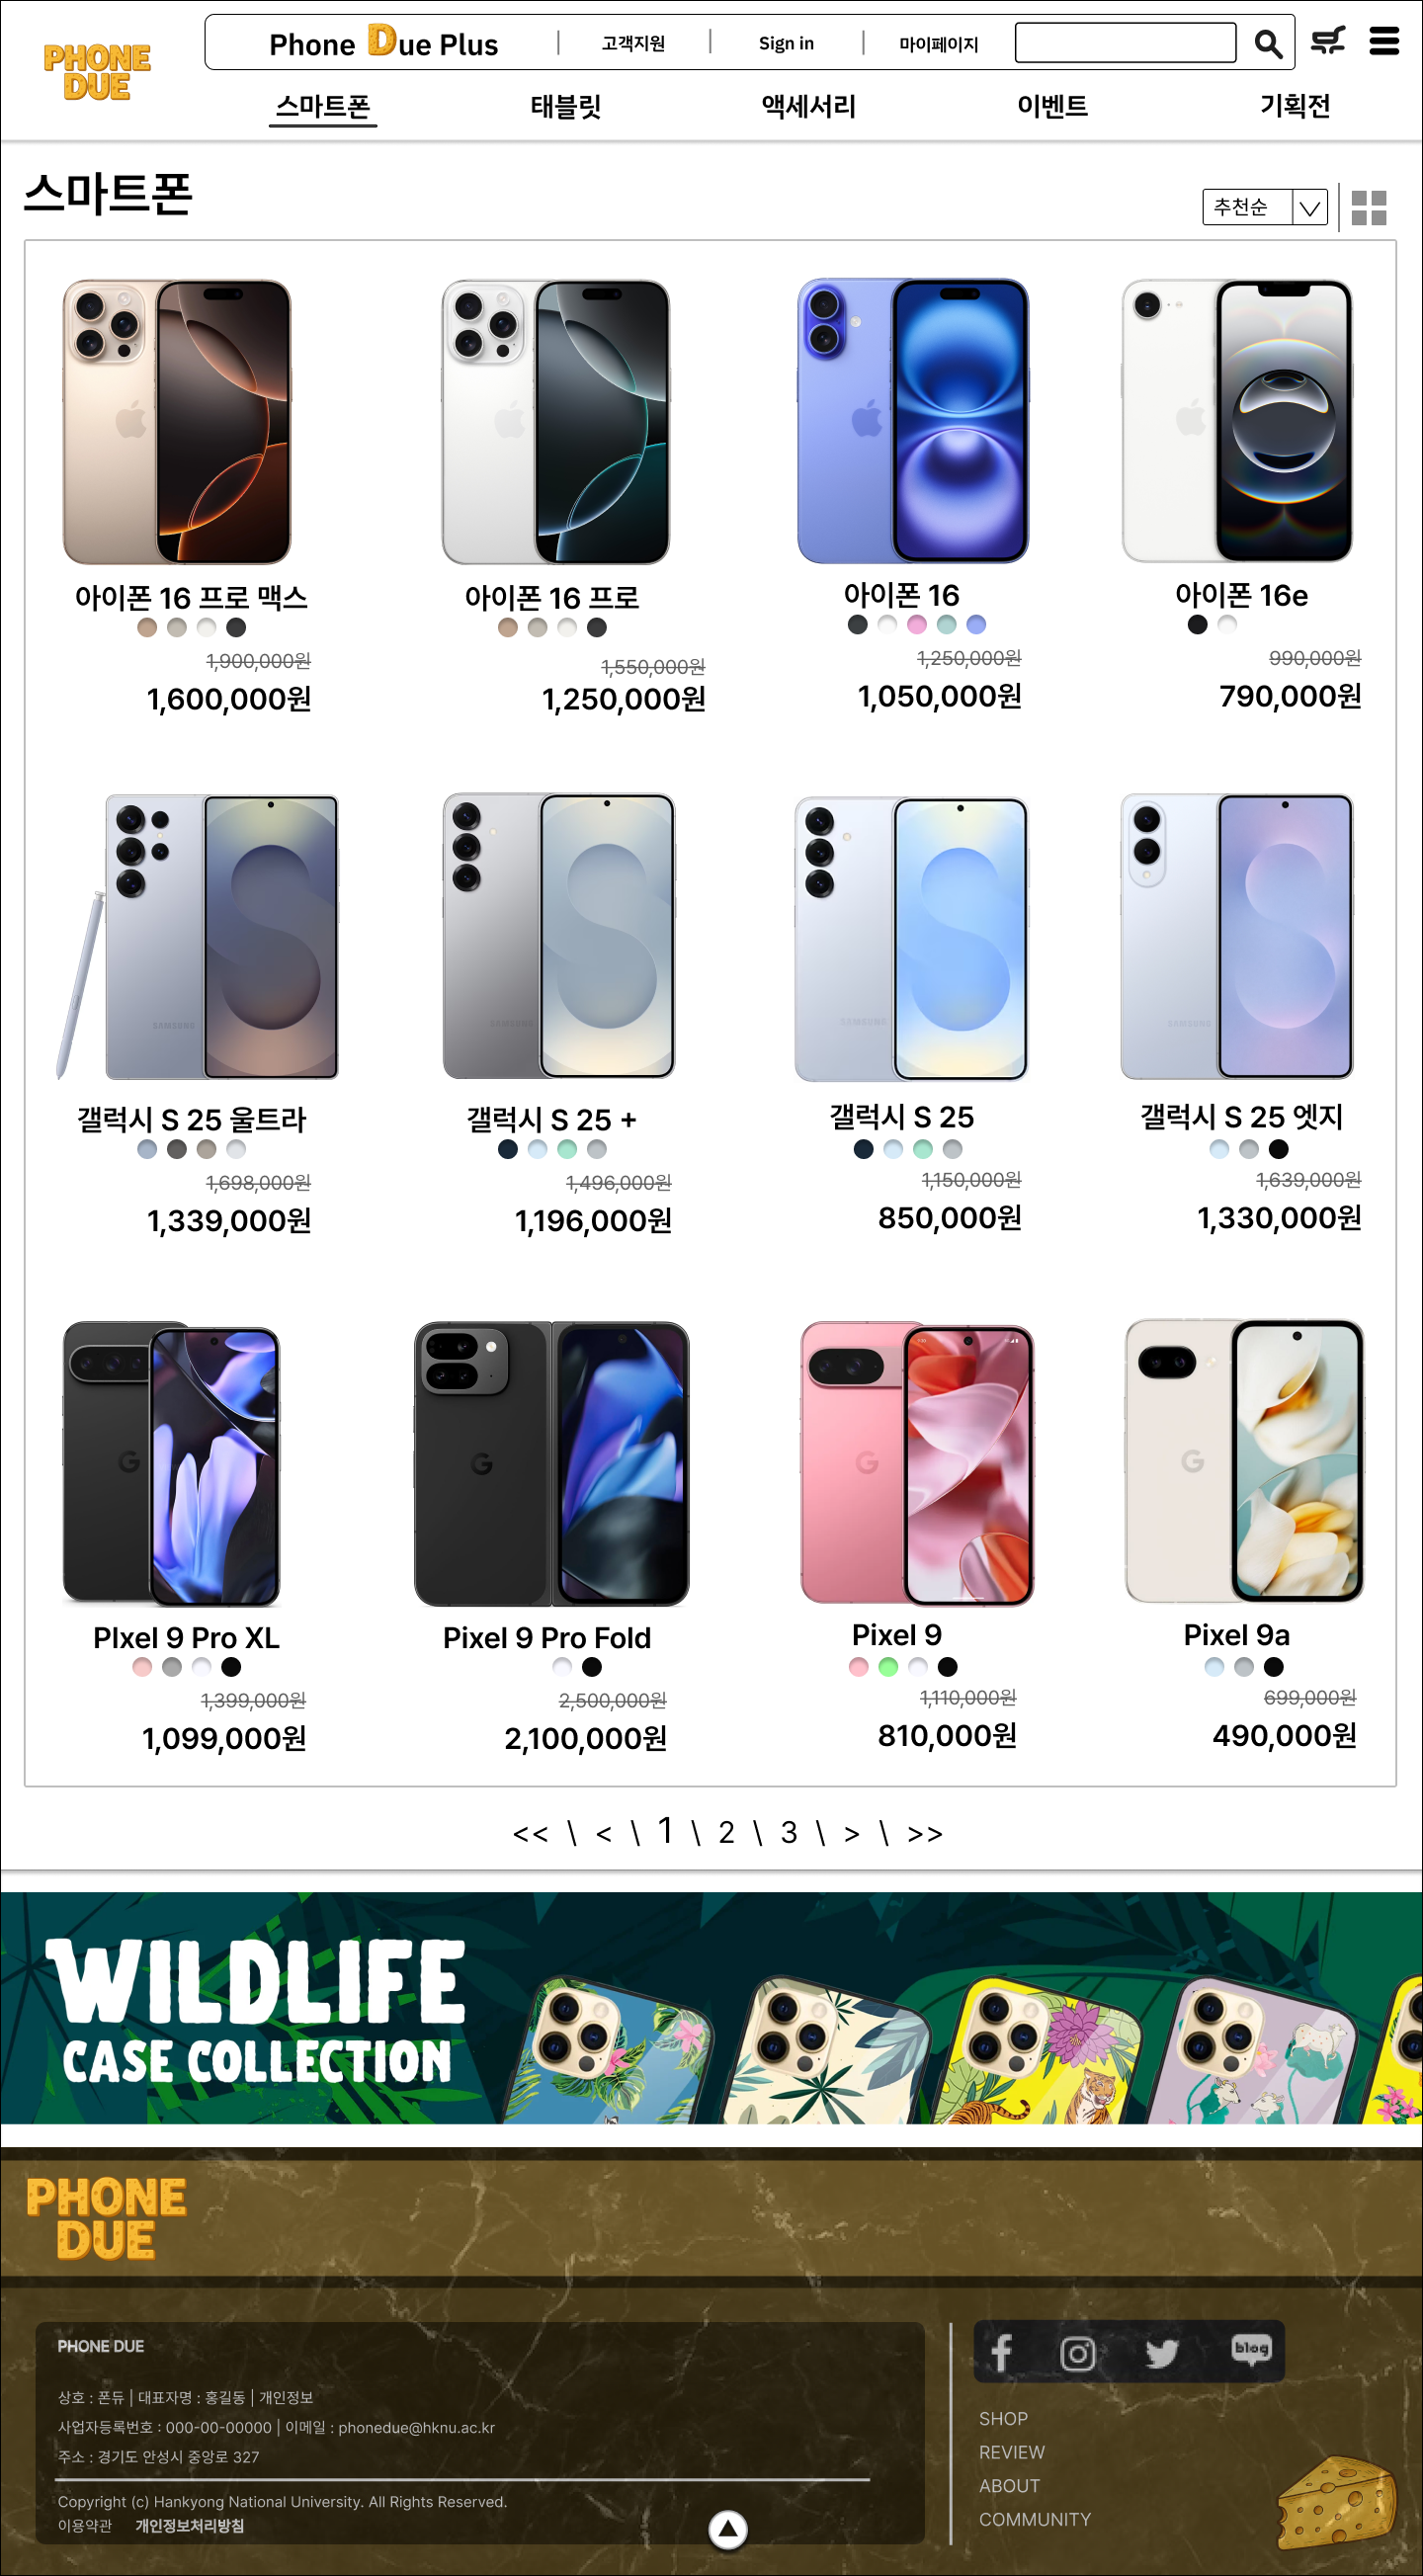 PHONE
DUE
Phone Due Plus
고객지원
Sign in
마이페이지
스마트폰
태블릿
액세서리
이벤트
기획전
스마트폰
추천순
아이폰 16 프로 맥스
1,900,000원
1,600,000원
아이폰 16 프로
1,550,000원
1,250,000원
아이폰 16
1,250,000원
1,050,000원
아이폰 16e
990,000원
790,000원
SAMSUNG
SAMSUNG
SAMSUNG
SAMSUNG
갤럭시 S 25 울트라
1,698,000원
1,339,000원
갤럭시 S 25 +
1,496,000원
1,196,000원
갤럭시 S 25
1,150,000원
850,000원
갤럭시 S 25 엣지
1,639,000원
1,330,000원
PIxel 9 Pro XL
1,399,000원
1,099,000원
Pixel 9 Pro Fold
2,500,000원
2,100,000원
Pixel 9
1,110,000원
810,000원
Pixel 9a
699,000원
490,000원
<< \ < \ 1 \ 2 \ 3 \ > \ >>
WILDLIFE
CASE COLLECTION
PHONE
DUE
PHONE DUE
상호 : 폰듀 | 대표자명 : 홍길동 | 개인정보
사업자등록번호 : 000-00-00000 | 이메일 : phonedue@hknu.ac.kr
주소 : 경기도 안성시 중앙로 327
Copyright (c) Hankyong National University. All Rights Reserved.
이용약관 개인정보처리방침
blog
SHOP
REVIEW
ABOUT
COMMUNITY